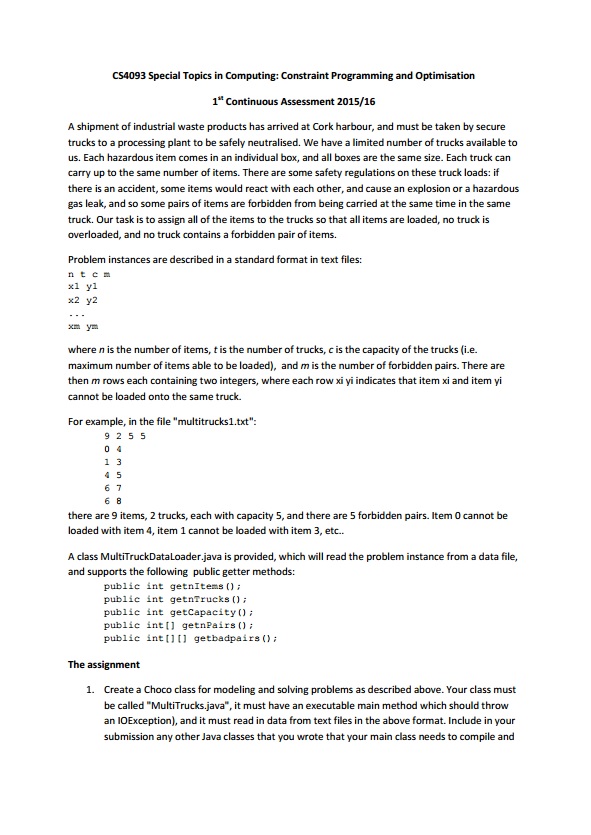 CS4093 Special Topics in Computing: Constraint Programming and Optimisation
1st Continuous Assessment 2015/16
A shipment of industrial waste products has arrived at Cork harbour, and must be taken by secure
trucks to a processing plant to be safely neutralised. We have a limited number of trucks available to
us. Each hazardous item comes in an individual box, and all boxes are the same size. Each truck can
carry up to the same number of items. There are some safety regulations on these truck loads: if
there is an accident, some items would react with each other, and cause an explosion or a hazardous
gas leak, and so some pairs of items are forbidden from being carried at the same time in the same
truck. Our task is to assign all of the items to the trucks so that all items are loaded, no truck is
overloaded, and no truck contains a forbidden pair of items.
Problem instances are described in a standard format in text files:
n t c m
x1 y1
x2 y2
...
xm ym
where n is the number of items, t is the number of trucks, c is the capacity of the trucks (i.e.
maximum number of items able to be loaded), and m is the number of forbidden pairs. There are
then m rows each containing two integers, where each row xi yi indicates that item xi and item yi
cannot be loaded onto the same truck.
For example, in the file "multitrucks1.txt":
9 2 5 5
0 4
1 3
4 5
6 7
6 8
there are 9 items, 2 trucks, each with capacity 5, and there are 5 forbidden pairs. Item 0 cannot be
loaded with item 4, item 1 cannot be loaded with item 3, etc..
A class MultiTruckDataLoader.java is provided, which will read the problem instance from a data file,
and supports the following public getter methods:
public int getnItems();
public int getnTrucks();
public int getCapacity();
public int[] getnPairs();
public int[][] getbadpairs();
The assignment
1. Create a Choco class for modeling and solving problems as described above. Your class must
be called "MultiTrucks.java", it must have an executable main method which should throw
an IOException), and it must read in data from text files in the above format. Include in your
submission any other Java classes that you wrote that your main class needs to compile and